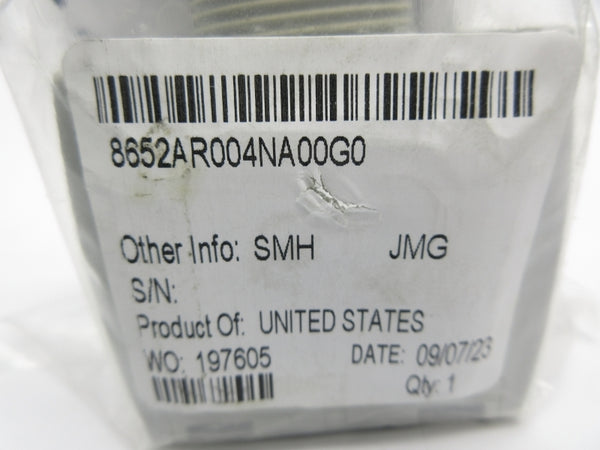 8652AR004NA00G0
Other Info: SMH JMG
S/N:
Product Of: UNITED STATES
WO: 197605 DATE: 09/07/23
Qty: 1